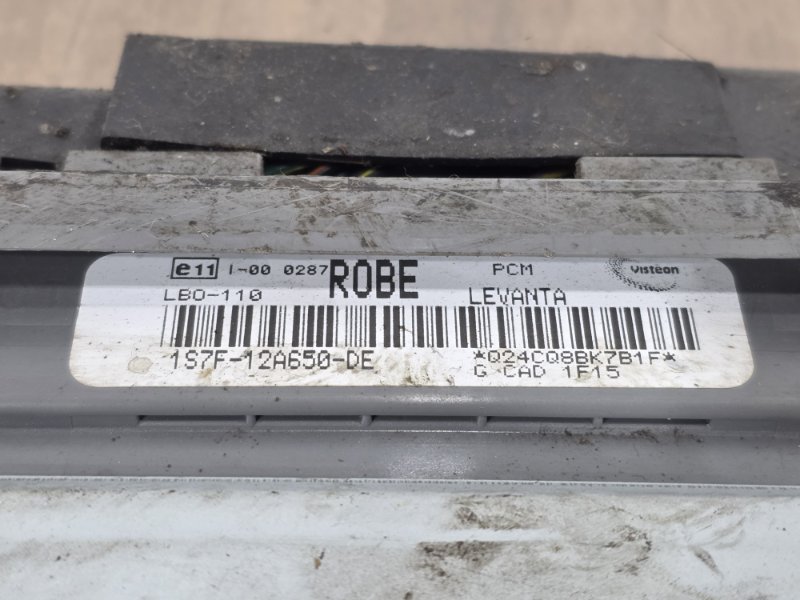 e11 I-00 0287 ROBE PCM Visteon
LBO-110 LEVANTA
1S7F-12A650-DE *Q24CQ8BK7B1F*
G CAD 1F15